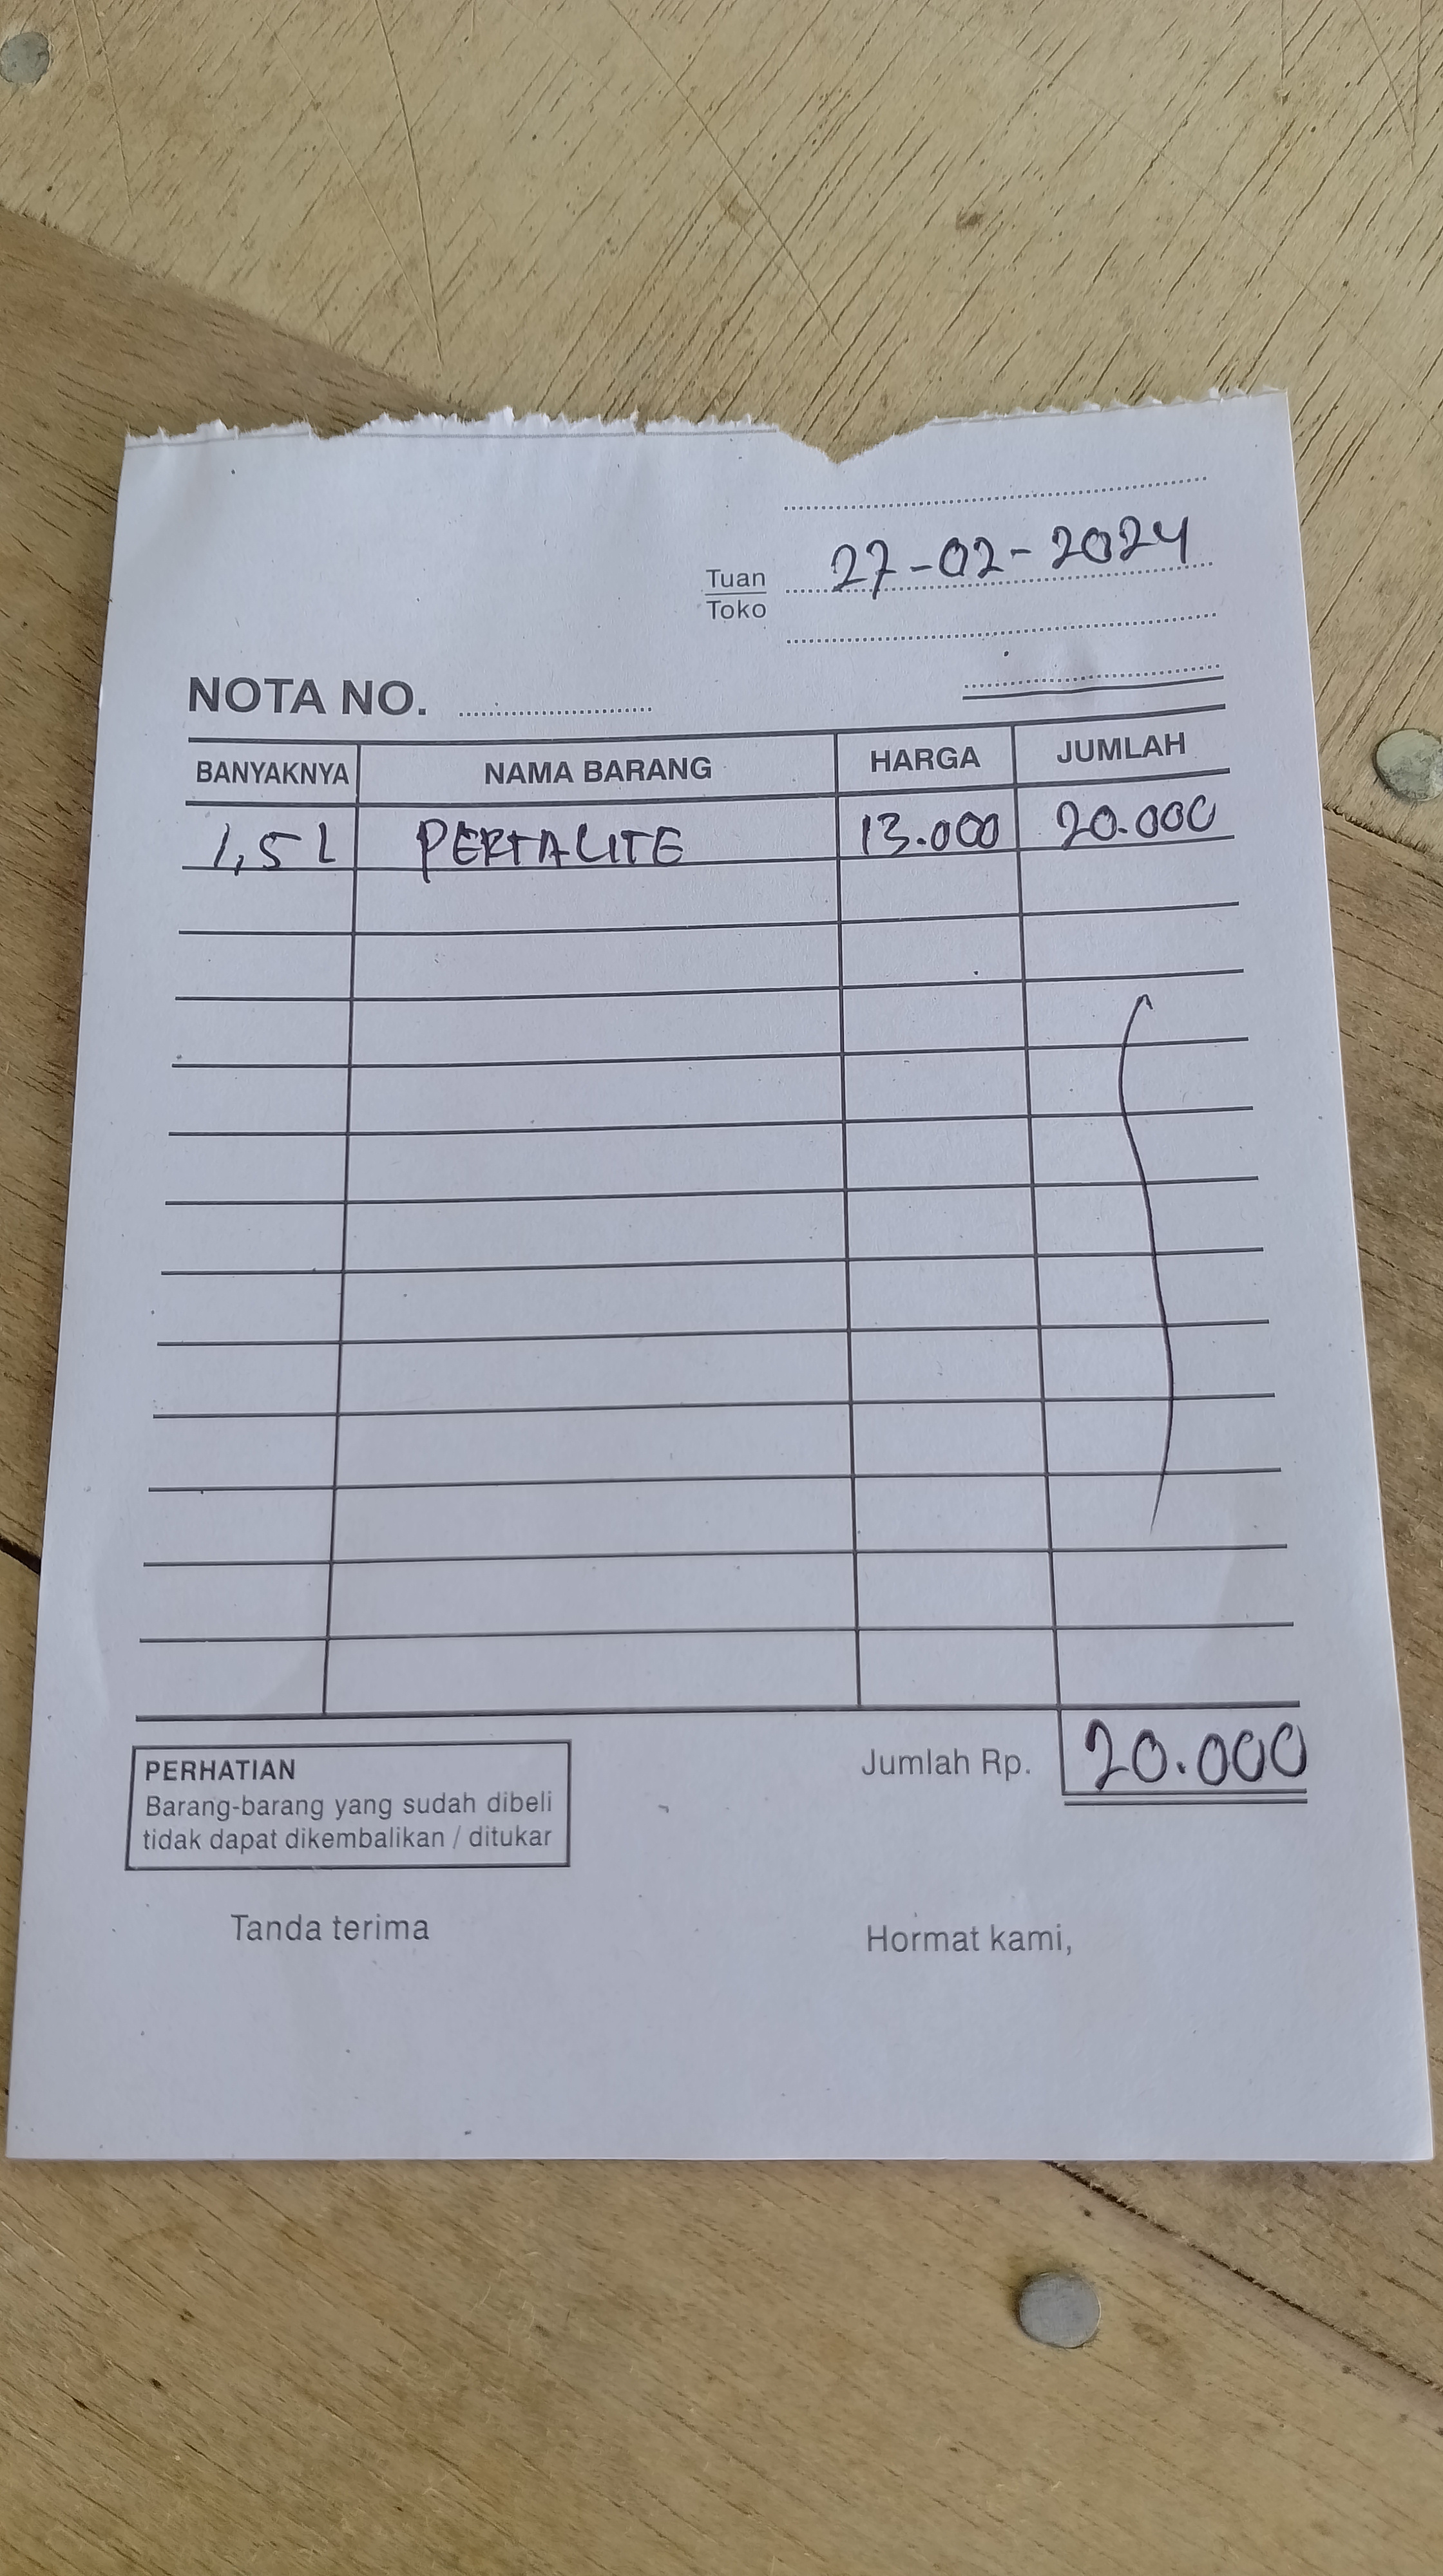 27-02-2024
Tuan
Toko
NOTA NO.
BANYAKNYA NAMA BARANG HARGA JUMLAH
1,5 L PERTALITE 13.000 20.000
Jumlah Rp. 20.000
PERHATIAN
Barang-barang yang sudah dibeli
tidak dapat dikembalikan / ditukar
Tanda terima Hormat kami,